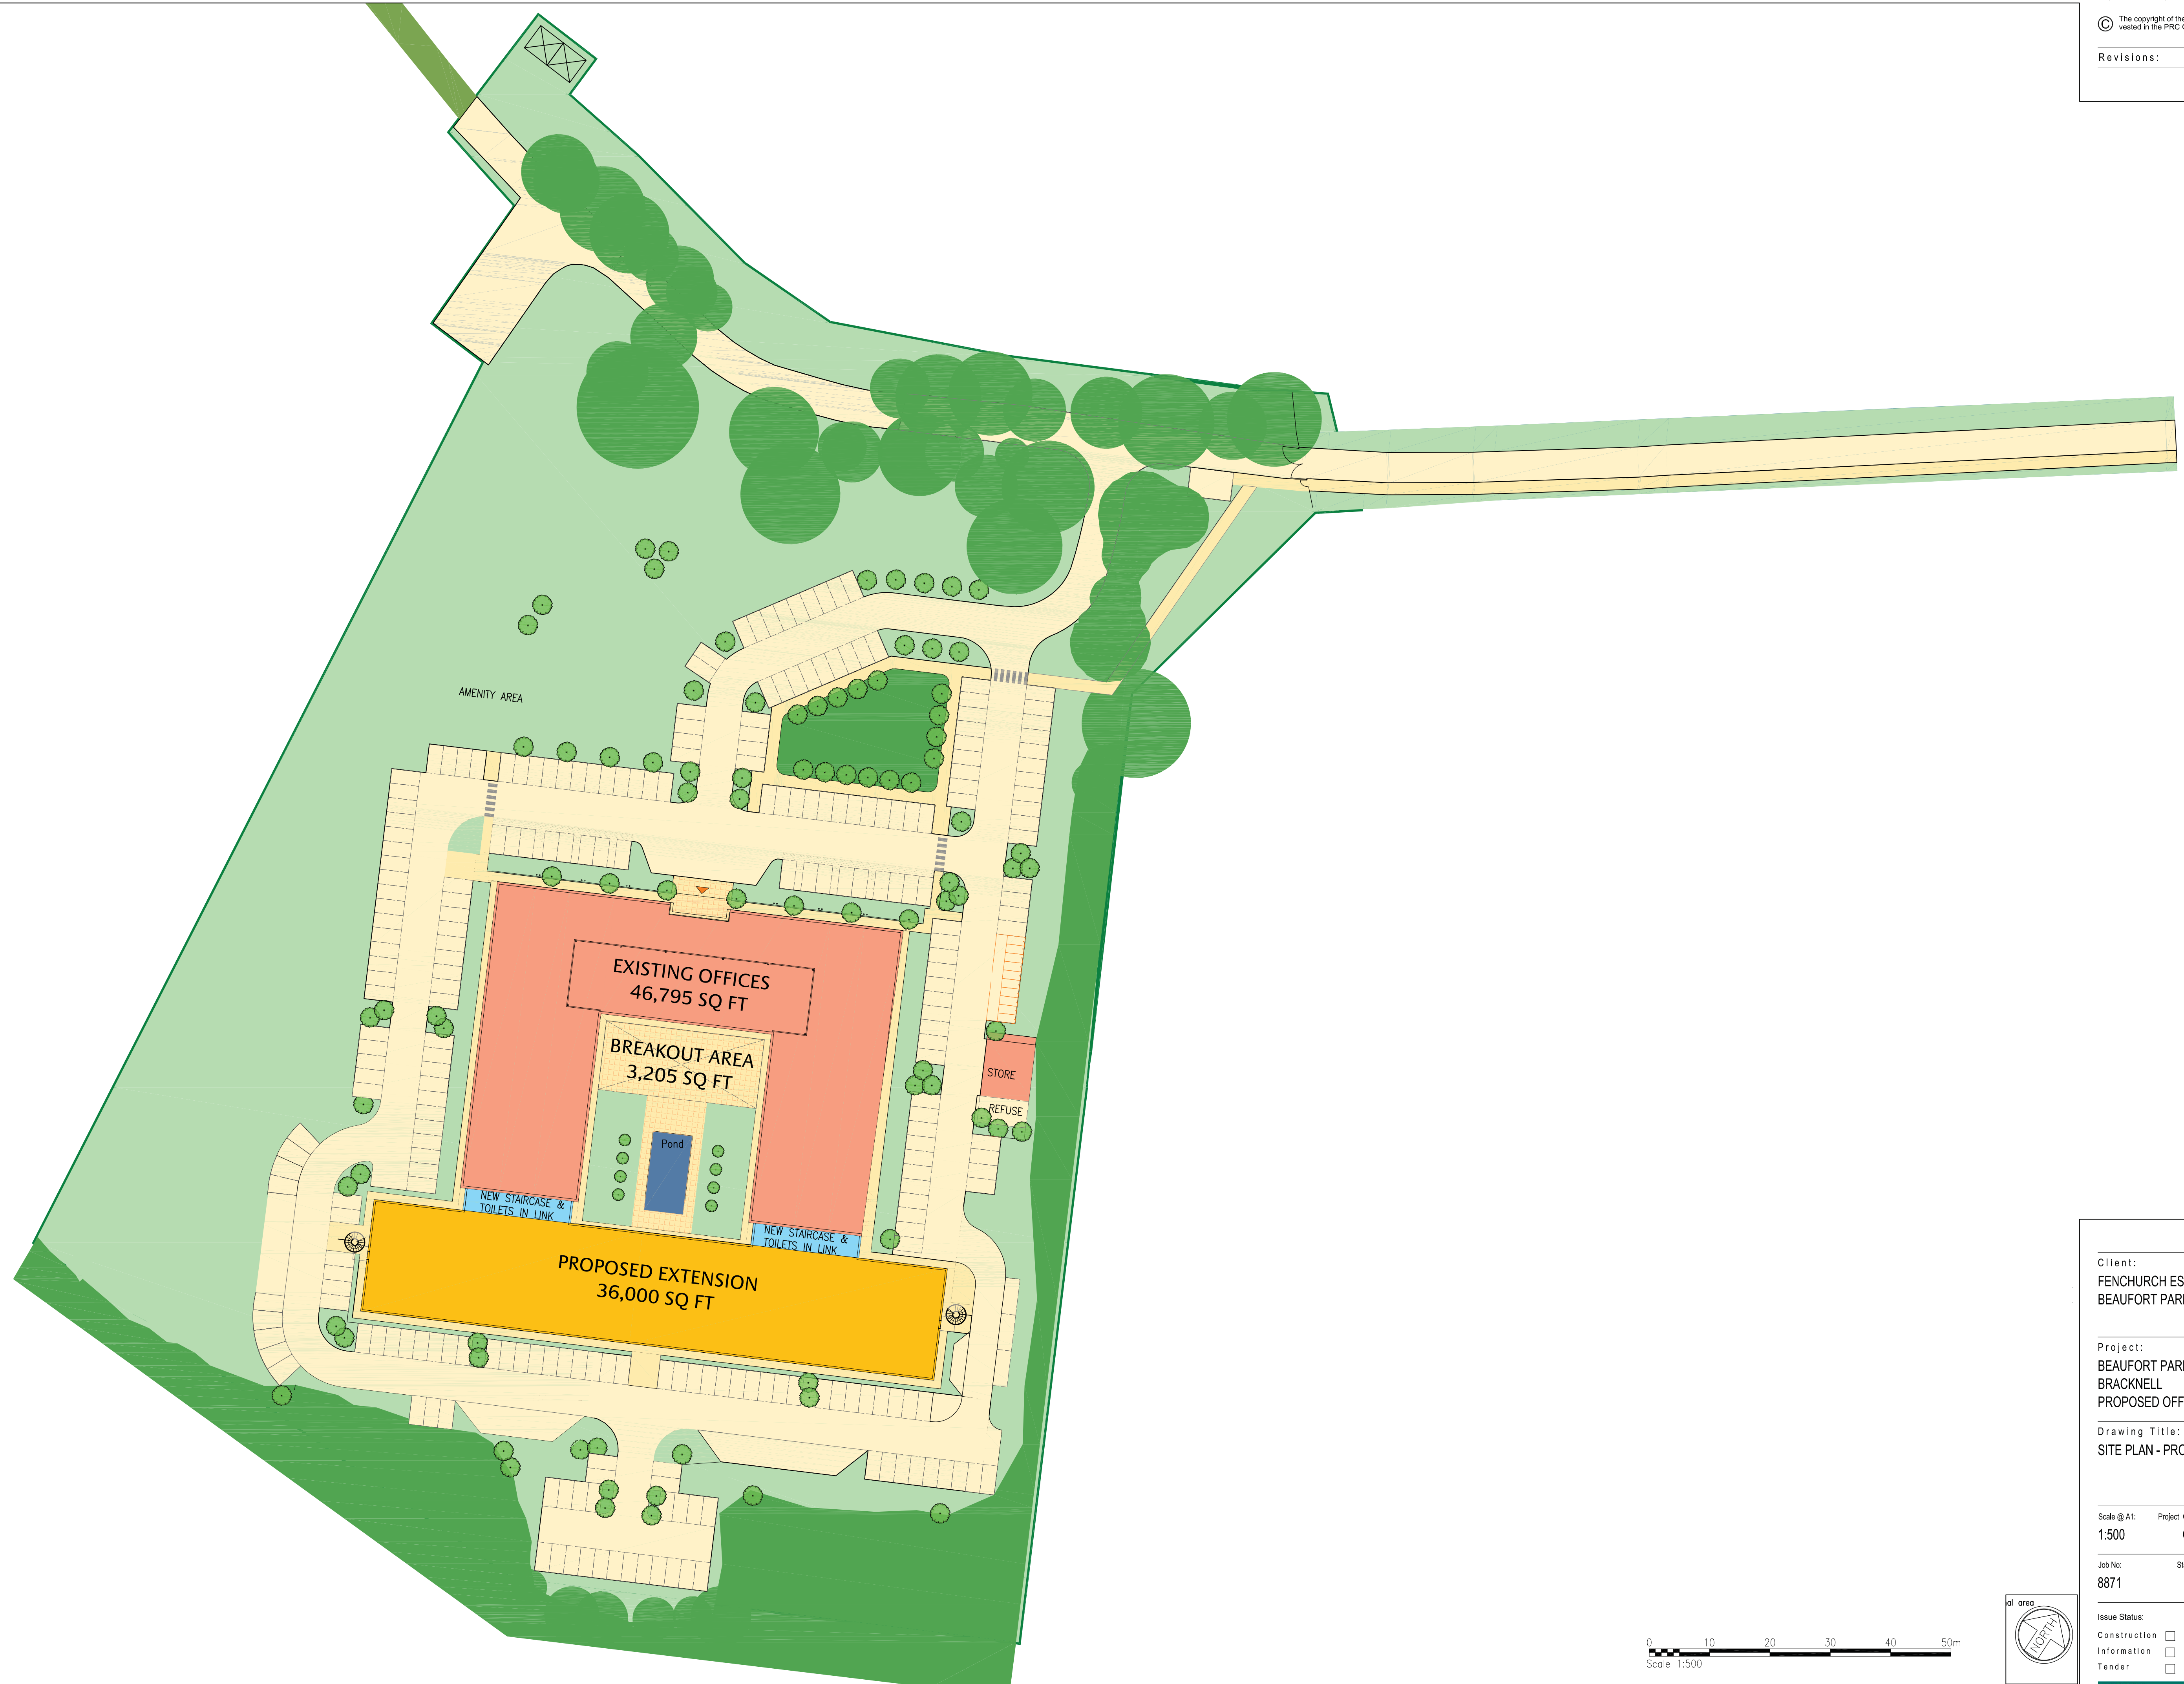 © The copyright of the
vested in the PRC
Revisions:
AMENITY AREA
EXISTING OFFICES
46,795 SQ FT
BREAKOUT AREA
3,205 SQ FT
STORE
REFUSE
Pond
NEW STAIRCASE &
TOILETS IN LINK
NEW STAIRCASE &
TOILETS IN LINK
PROPOSED EXTENSION
36,000 SQ FT
Client:
FENCHURCH ES
BEAUFORT PAR
Project:
BEAUFORT PAR
BRACKNELL
PROPOSED OFF
Drawing Title:
SITE PLAN - PRO
Scale @ A1: Project
1:500
Job No: St
8871
Issue Status:
Construction
Information
Tender
al area
NORTH
0 10 20 30 40 50m
Scale 1:500